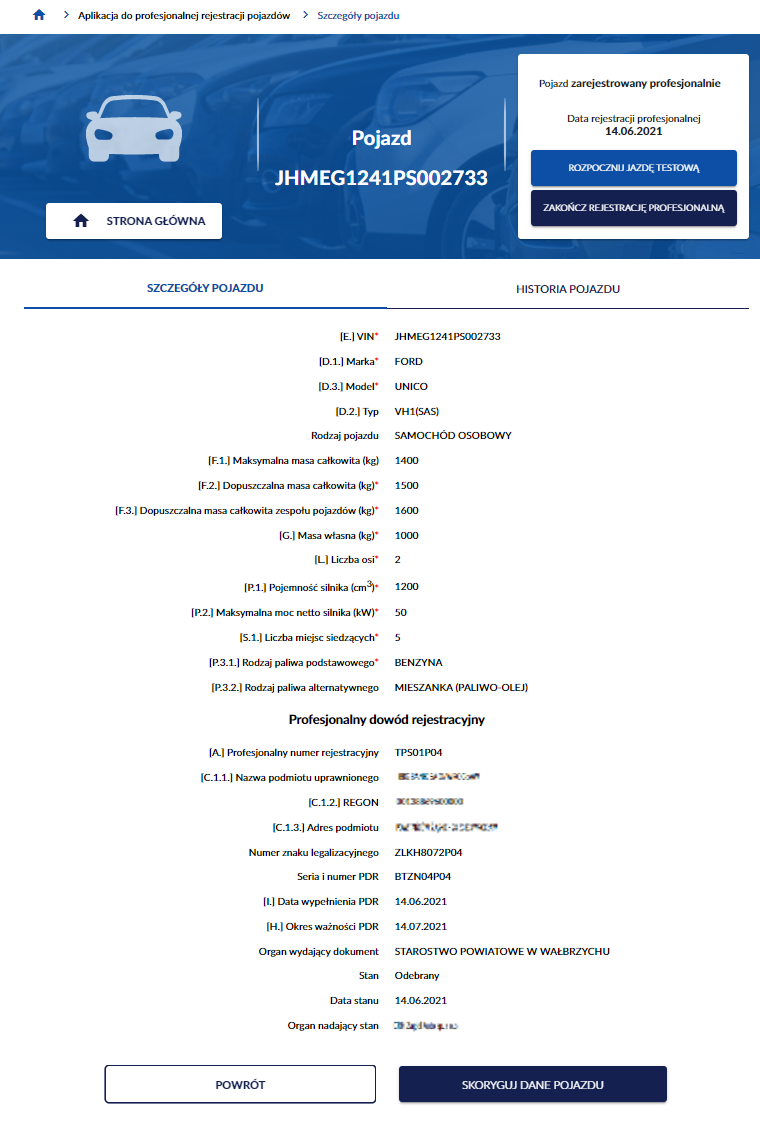 Aplikacja do profesjonalnej rejestracji pojazdów > Szczegóły pojazdu
Pojazd zarejestrowany profesjonalnie
Data rejestracji profesjonalnej
14.06.2021
Pojazd
JHMEG1241PS002733
ROZPOCZNIJ JAZDĘ TESTOWĄ
ZAKOŃCZ REJESTRACJĘ PROFESJONALNĄ
STRONA GŁÓWNA
SZCZEGÓŁY POJAZDU HISTORIA POJAZDU
[E.] VIN* JHMEG1241PS002733
[D.1.] Marka* FORD
[D.3.] Model* UNICO
[D.2.] Typ VH1(SAS)
Rodzaj pojazdu SAMOCHÓD OSOBOWY
[F.1.] Maksymalna masa całkowita (kg) 1400
[F.2.] Dopuszczalna masa całkowita (kg)* 1500
[F.3.] Dopuszczalna masa całkowita zespołu pojazdów (kg)* 1600
[G.] Masa własna (kg)* 1000
[L.] Liczba osi* 2
[P.1.] Pojemność silnika (cm3)* 1200
[P.2.] Maksymalna moc netto silnika (kW)* 50
[S.1.] Liczba miejsc siedzących* 5
[P.3.1.] Rodzaj paliwa podstawowego* BENZYNA
[P.3.2.] Rodzaj paliwa alternatywnego MIESZANKA (PALIWO-OLEJ)
Profesjonalny dowód rejestracyjny
[A.] Profesjonalny numer rejestracyjny TPS01P04
[C.1.1.] Nazwa podmiotu uprawnionego
[C.1.2.] REGON
[C.1.3.] Adres podmiotu
Numer znaku legalizacyjnego ZLKH8072P04
Seria i numer PDR BTZN04P04
[I.] Data wypełnienia PDR 14.06.2021
[H.] Okres ważności PDR 14.07.2021
Organ wydający dokument STAROSTWO POWIATOWE W WAŁBRZYCHU
Stan Odebrany
Data stanu 14.06.2021
Organ nadający stan
POWRÓT SKORYGUJ DANE POJAZDU